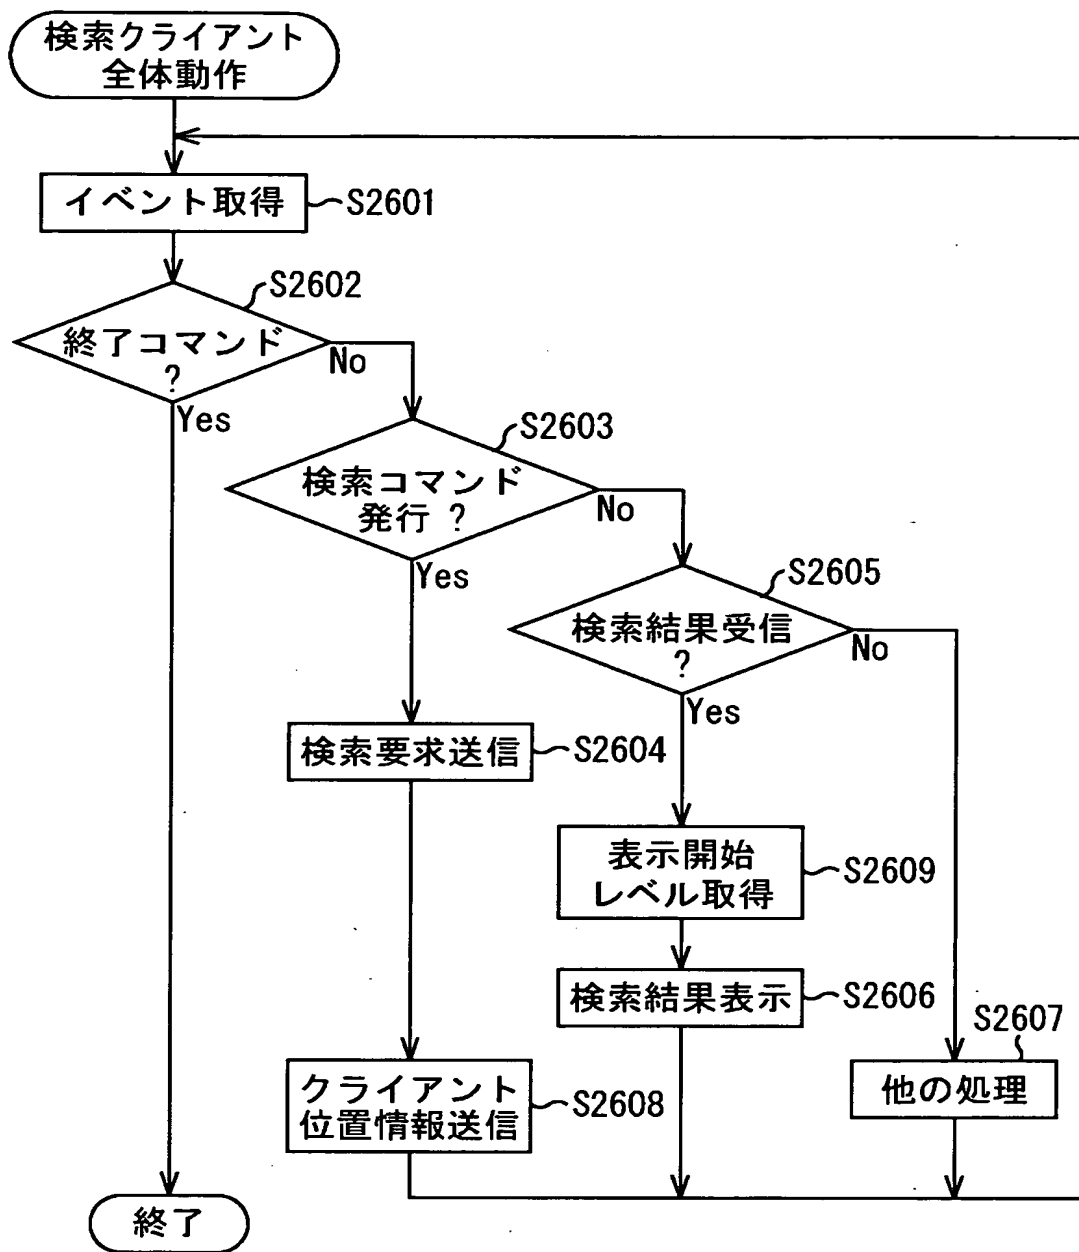 検索クライアント
全体動作
イベント取得
S2601
S2602
終了コマンド
?
No
Yes
S2603
検索コマンド
発行 ?
No
Yes
S2605
検索結果受信
?
No
Yes
検索要求送信
S2604
表示開始
レベル取得
S2609
検索結果表示
S2606
S2607
他の処理
クライアント
位置情報送信
S2608
終了